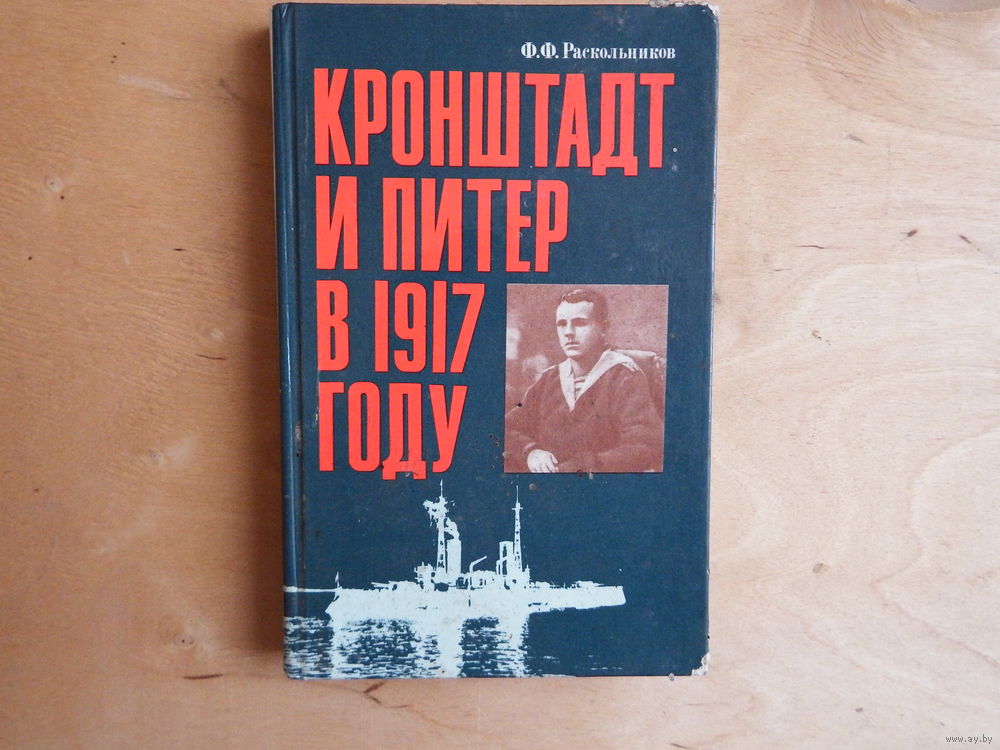 Ф.Ф. Раскольников
КРОНШТАДТ
И ПИТЕР
В 1917
ГОДУ
www.ay.by